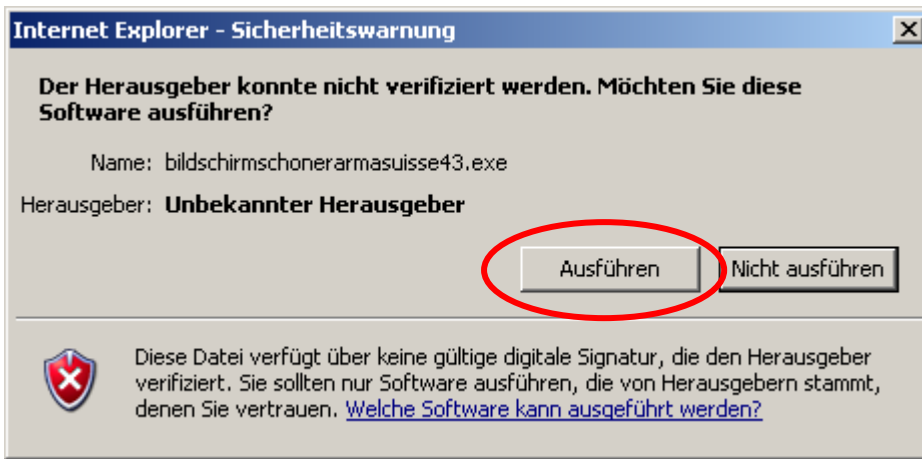 Internet Explorer - Sicherheitswarnung
Der Herausgeber konnte nicht verifiziert werden. Möchten Sie diese
Software ausführen?
Name: bildschirmschonerarmasuisse43.exe
Herausgeber: Unbekannter Herausgeber
Ausführen Nicht ausführen
Diese Datei verfügt über keine gültige digitale Signatur, die den Herausgeber
verifiziert. Sie sollten nur Software ausführen, die von Herausgebern stammt,
denen Sie vertrauen. Welche Software kann ausgeführt werden?